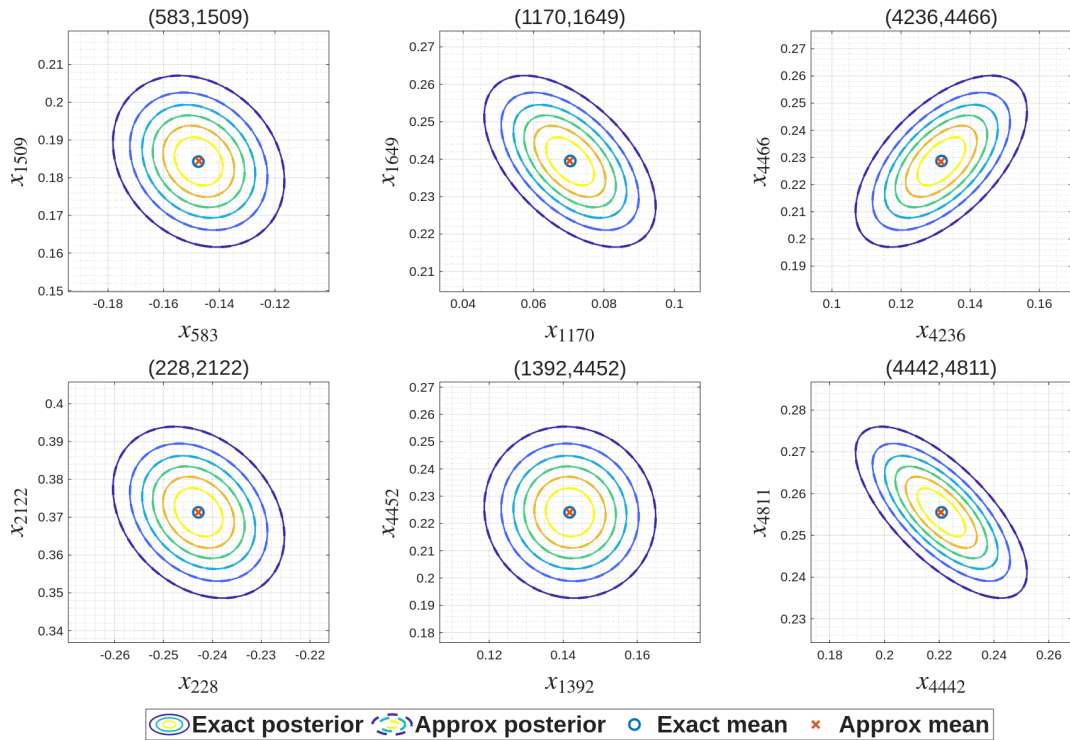 (583,1509) (1170,1649) (4236,4466)
0.21 0.2 0.19 0.18 0.17 0.16 0.15
x1509
-0.18 -0.16 -0.14 -0.12
x583
0.27 0.26 0.25 0.24 0.23 0.22 0.21
x1649
0.04 0.06 0.08 0.1
x1170
0.26 0.25 0.24 0.23 0.22 0.21 0.2 0.19
x4466
0.1 0.12 0.14 0.16
x4236
(228,2122) (1392,4452) (4442,4811)
0.4 0.39 0.38 0.37 0.36 0.35 0.34
x2122
-0.26 -0.25 -0.24 -0.23 -0.22
x228
0.27 0.26 0.25 0.24 0.23 0.22 0.21 0.2 0.19 0.18
x4452
0.12 0.14 0.16
x1392
0.28 0.27 0.26 0.25 0.24 0.23
x4811
0.18 0.2 0.22 0.24 0.26
x4442
Exact posterior Approx posterior Exact mean Approx mean